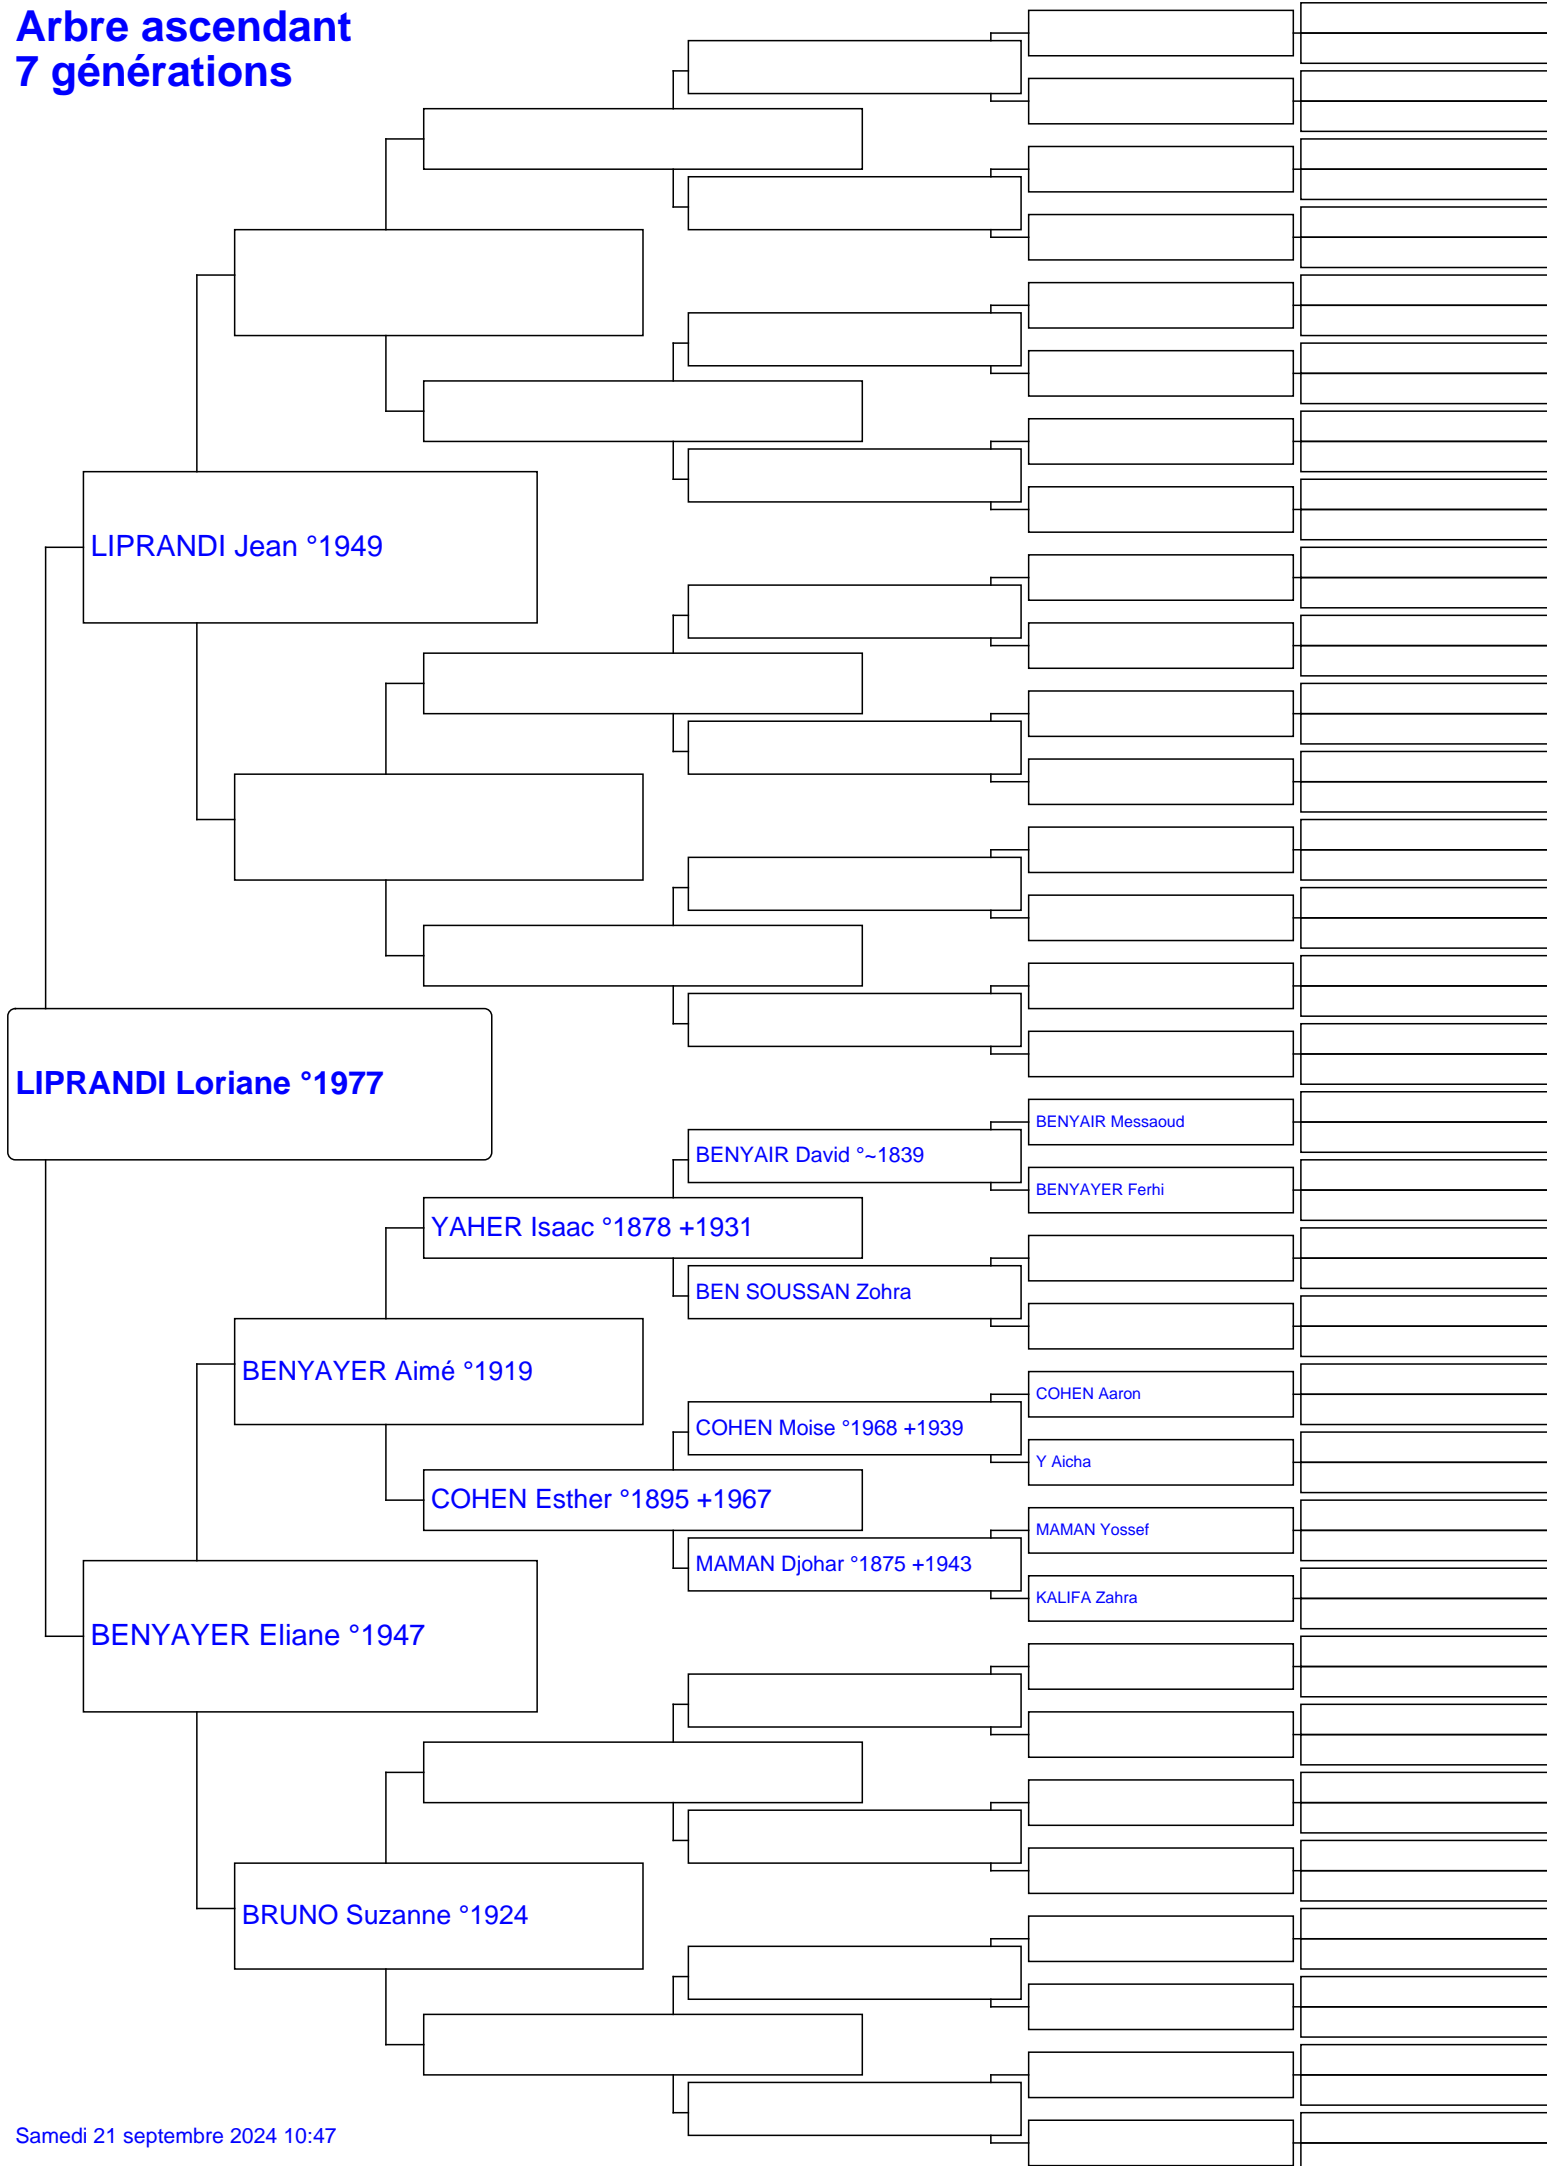 Arbre ascendant
7 générations
LIPRANDI Jean °1949
LIPRANDI Loriane °1977
BENYAIR Messaoud
BENYAIR David °~1839
BENYAYER Ferhi
YAHER Isaac °1878 +1931
BEN SOUSSAN Zohra
BENYAYER Aimé °1919
COHEN Aaron
COHEN Moise °1968 +1939
Y Aicha
COHEN Esther °1895 +1967
MAMAN Yossef
MAMAN Djohar °1875 +1943
KALIFA Zahra
BENYAYER Eliane °1947
BRUNO Suzanne °1924
Samedi 21 septembre 2024 10:47